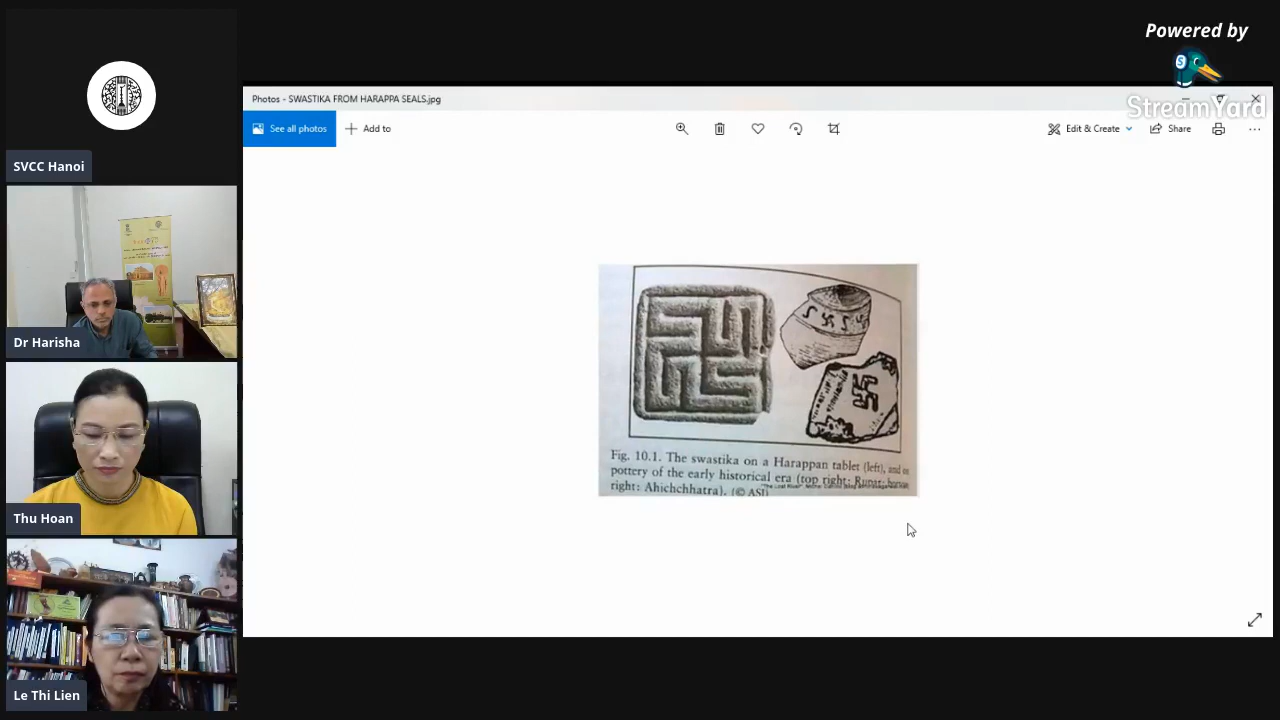 Powered by
StreamYard
SVCC Hanoi
Dr Harisha
Thu Hoan
Le Thi Lien
Photos - SWASTIKA FROM HARAPPA SEALS.jpg
See all photos
Add to
Edit & Create
Share
Fig. 10.1. The swastika on a Harappan tablet (left), and on
pottery of the early historical era (top right: Rupar;
right: Ahichchhatra). (© ASI)